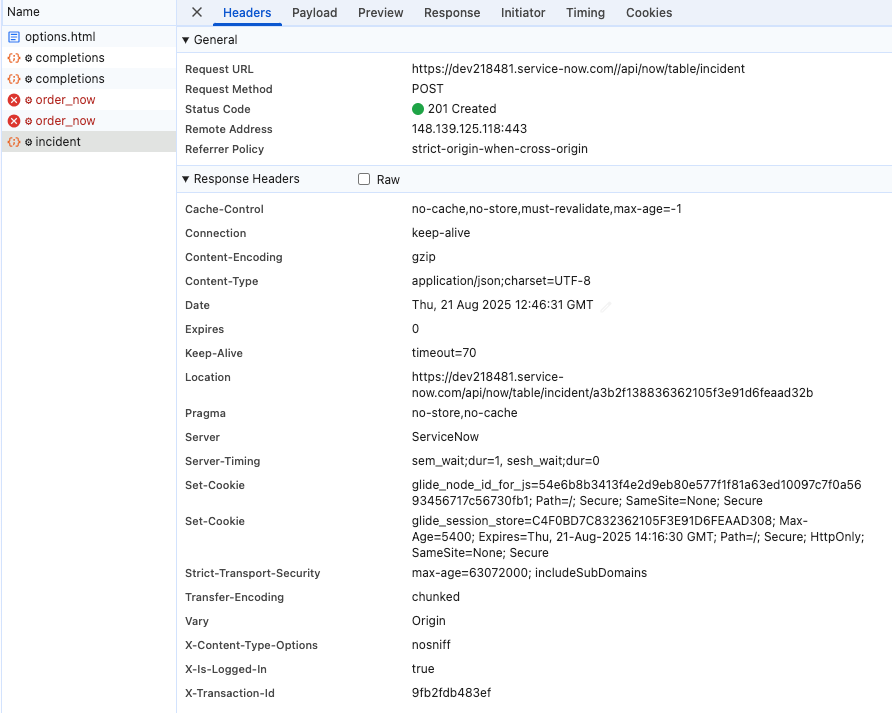 Name
Headers Payload Preview Response Initiator Timing Cookies
options.html
completions
completions
order_now
order_now
incident
General
Request URL https://dev218481.service-now.com//api/now/table/incident
Request Method POST
Status Code 201 Created
Remote Address 148.139.125.118:443
Referrer Policy strict-origin-when-cross-origin
Response Headers Raw
Cache-Control no-cache,no-store,must-revalidate,max-age=-1
Connection keep-alive
Content-Encoding gzip
Content-Type application/json;charset=UTF-8
Date Thu, 21 Aug 2025 12:46:31 GMT
Expires 0
Keep-Alive timeout=70
Location https://dev218481.service-
now.com/api/now/table/incident/a3b2f138836362105f3e91d6feaad32b
Pragma no-store,no-cache
Server ServiceNow
Server-Timing sem_wait;dur=1, sesh_wait;dur=0
Set-Cookie glide_node_id_for_js=54e6b8b3413f4e2d9eb80e577f1f81a63ed10097c7f0a56
93456717c56730fb1; Path=/; Secure; SameSite=None; Secure
Set-Cookie glide_session_store=C4F0BD7C832362105F3E91D6FEAAD308; Max-
Age=5400; Expires=Thu, 21-Aug-2025 14:16:30 GMT; Path=/; Secure; HttpOnly;
SameSite=None; Secure
Strict-Transport-Security max-age=63072000; includeSubDomains
Transfer-Encoding chunked
Vary Origin
X-Content-Type-Options nosniff
X-Is-Logged-In true
X-Transaction-Id 9fb2fdb483ef